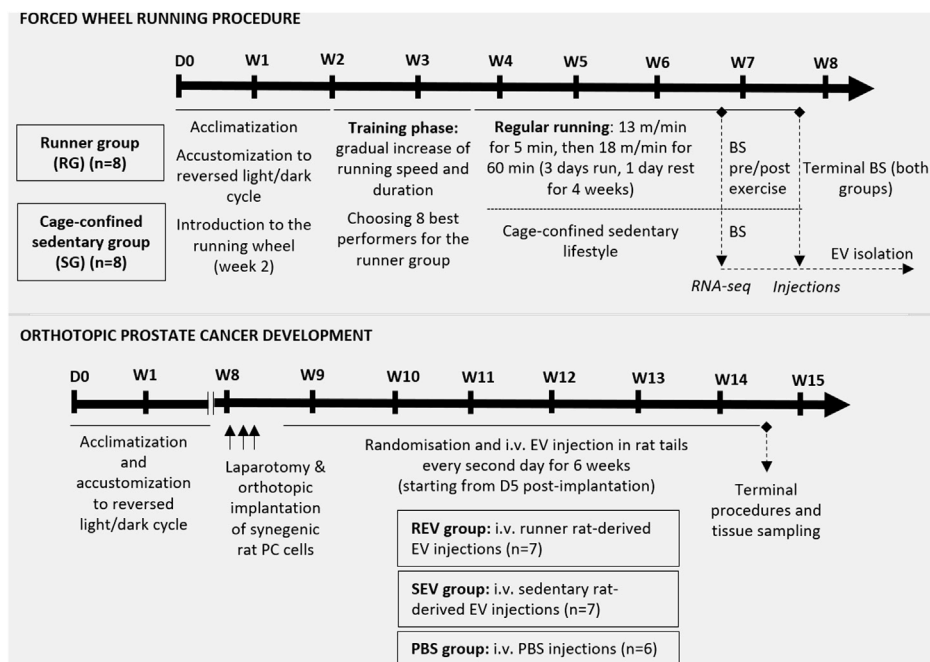 FORCED WHEEL RUNNING PROCEDURE
D0 W1 W2 W3 W4 W5 W6 W7 W8
Runner group
(RG) (n=8)
Cage-confined
sedentary group
(SG) (n=8)
Acclimatization
Accustomization to
reversed light/dark
cycle
Introduction to the
running wheel
(week 2)
Training phase:
gradual increase of
running speed and
duration
Choosing 8 best
performers for the
runner group
Regular running: 13 m/min
for 5 min, then 18 m/min for
60 min (3 days run, 1 day rest
for 4 weeks)
Cage-confined sedentary
lifestyle
BS
pre/post
exercise
BS
Terminal BS (both
groups)
EV isolation
RNA-seq
Injections
ORTHOTOPIC PROSTATE CANCER DEVELOPMENT
D0 W1 W8 W9 W10 W11 W12 W13 W14 W15
Acclimatization
and
accustomization
to reversed
light/dark cycle
Laparotomy &
orthotopic
implantation
of synegenic
rat PC cells
Randomisation and i.v. EV injection in rat tails
every second day for 6 weeks
(starting from D5 post-implantation)
REV group: i.v. runner rat-derived
EV injections (n=7)
SEV group: i.v. sedentary rat-
derived EV injections (n=7)
PBS group: i.v. PBS injections (n=6)
Terminal
procedures and
tissue sampling